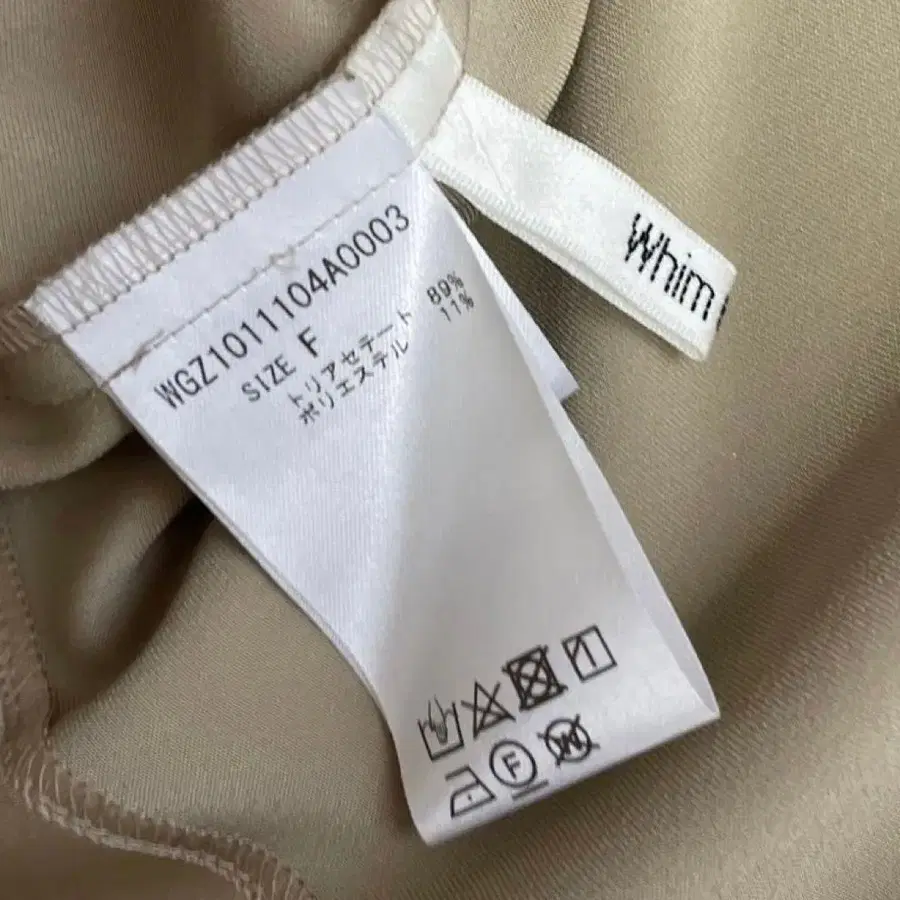 WGZ1011104A0003
SIZE F
トリアセテート 89%
ポリエステル 11%
Whim
F
W